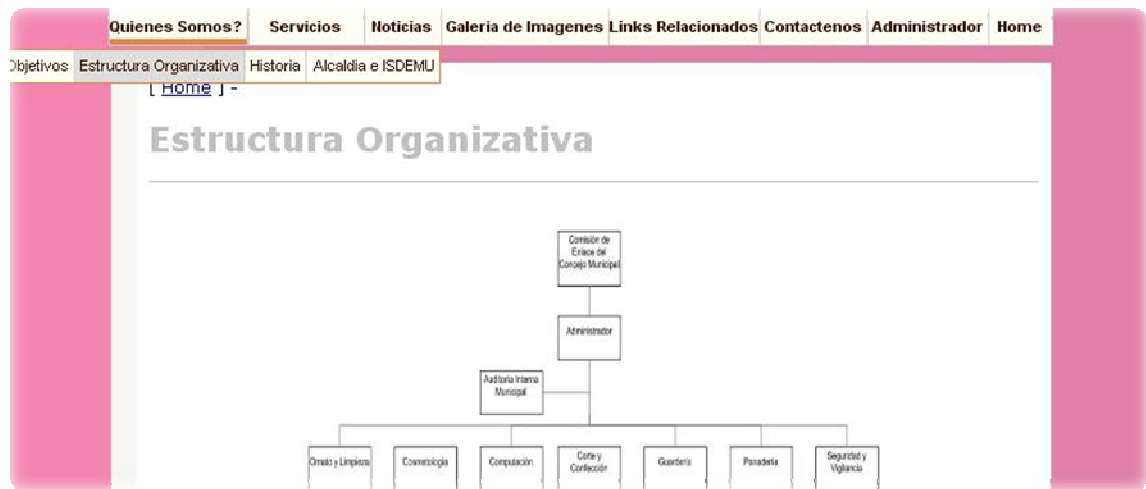 Quienes Somos? Servicios Noticias Galeria de Imagenes Links Relacionados Contactenos Administrador Home
Objetivos Estructura Organizativa Historia Alcaldia e ISDEMU
[ Home ] -
Estructura Organizativa
Comisión de
Enlace del
Concejo Municipal
Administrador
Auditoría Interna
Municipal
Ornato y Limpieza
Cosmetología
Computación
Corte y
Confección
Guardería
Panadería
Seguridad y
Vigilancia